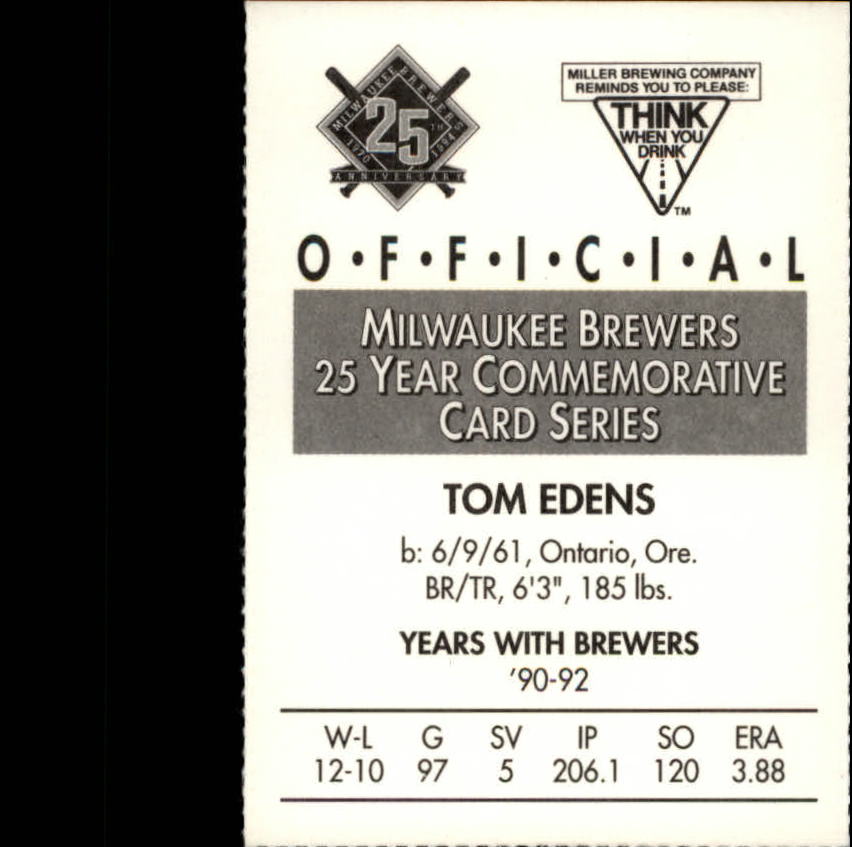 MILWAUKEE BREWERS
25TH
1970 1994
ANNIVERSARY
MILLER BREWING COMPANY
REMINDS YOU TO PLEASE:
THINK
WHEN YOU
DRINK
TM
O•F•F•I•C•I•A•L
MILWAUKEE BREWERS
25 YEAR COMMEMORATIVE
CARD SERIES
TOM EDENS
b: 6/9/61, Ontario, Ore.
BR/TR, 6'3", 185 lbs.
YEARS WITH BREWERS
'90-92
W-L G SV IP SO ERA
12-10 97 5 206.1 120 3.88